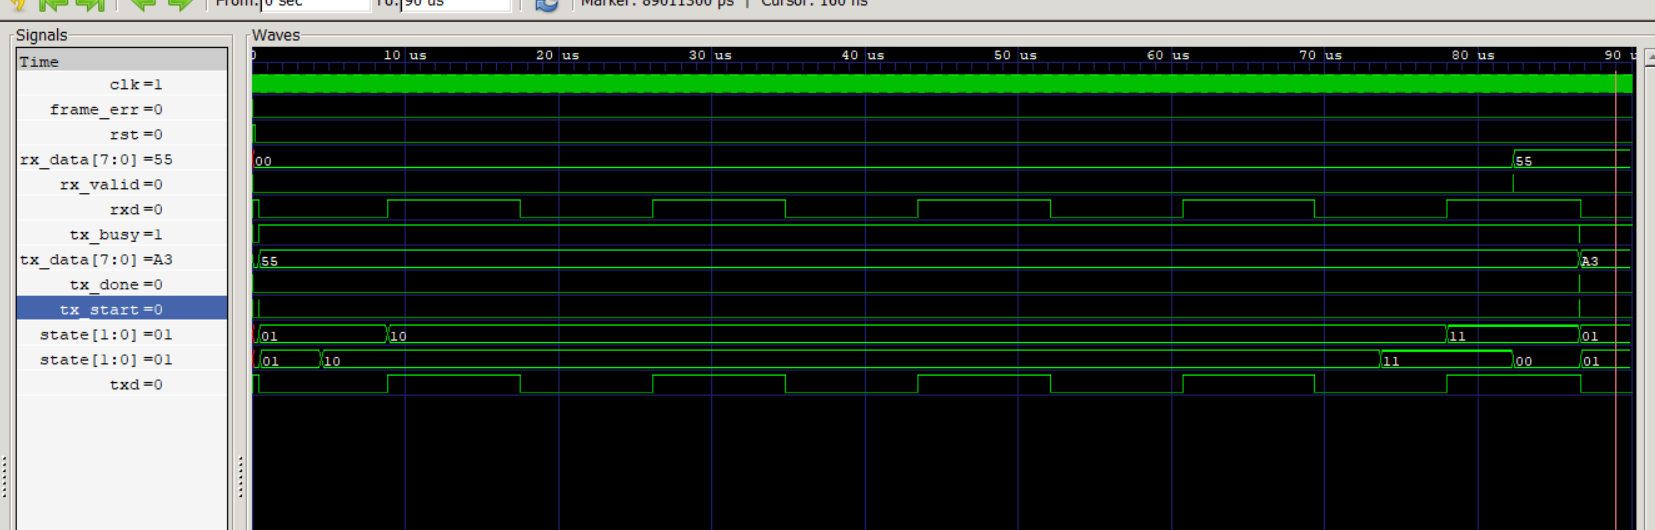 From: 0 sec To: 90 us Marker: 89011300 ps | Cursor: 160 ns
Signals Waves
Time 0 10 us 20 us 30 us 40 us 50 us 60 us 70 us 80 us 90 u
clk=1
frame_err=0
rst=0
rx_data[7:0]=55 00 55
rx_valid=0
rxd=0
tx_busy=1
tx_data[7:0]=A3 55 A3
tx_done=0
tx_start=0
state[1:0]=01 01 10 11 01
state[1:0]=01 01 10 11 00 01
txd=0